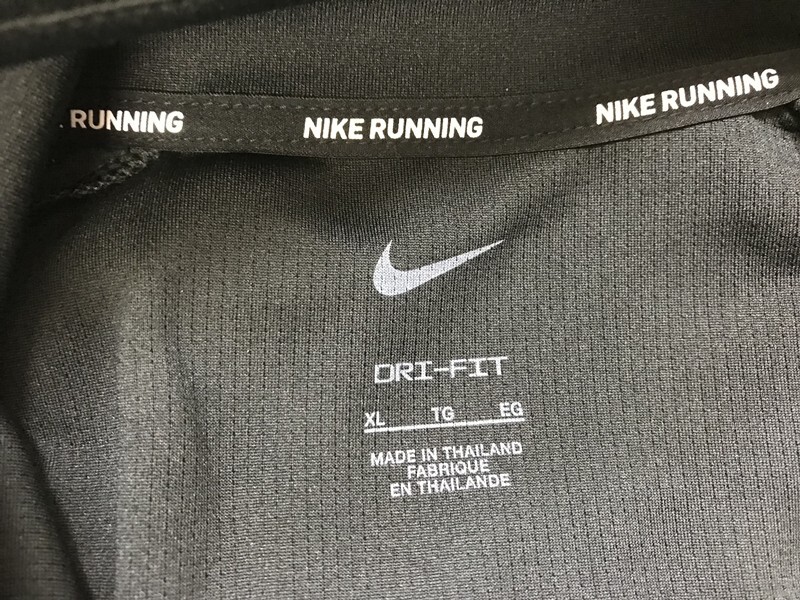 . RUNNING NIKE RUNNING NIKE RUNNING
DRI-FIT
XL TG EG
MADE IN THAILAND
FABRIQUE
EN THAILANDE